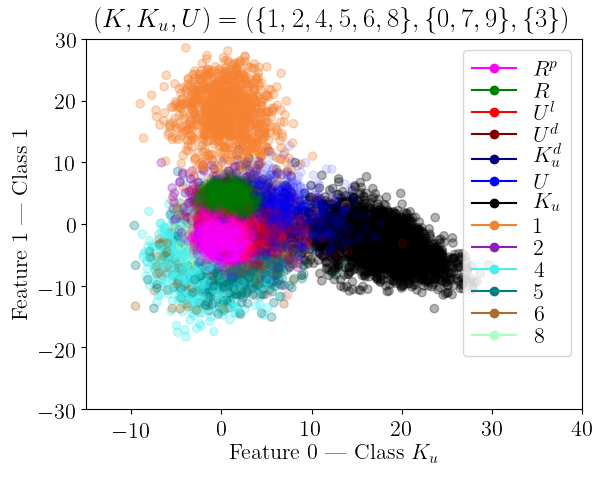 (K, K_u, U) = ({1, 2, 4, 5, 6, 8}, {0, 7, 9}, {3})
30
20
10
0
−10
−20
−30
Feature 1 — Class 1
−10 0 10 20 30 40
Feature 0 — Class K_u
R^p
R
U^l
U^d
K_u^d
U
K_u
1
2
4
5
6
8